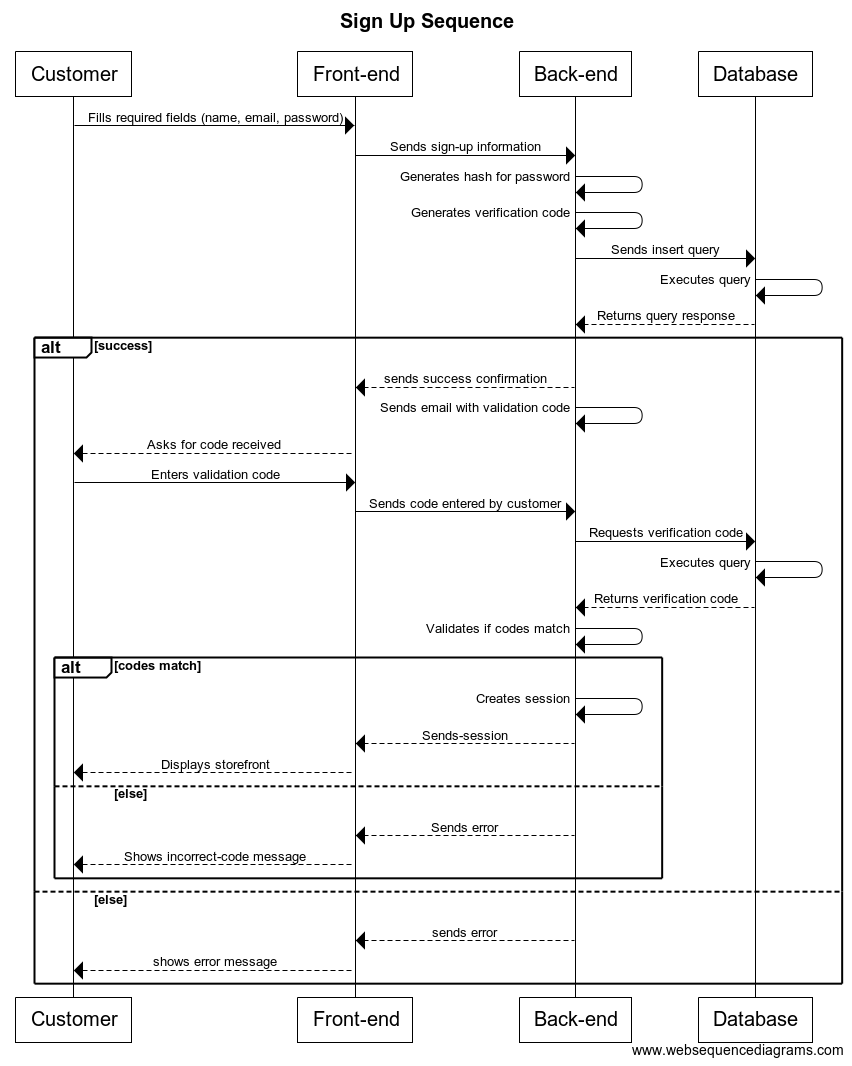 Sign Up Sequence
Customer
Front-end
Back-end
Database
Fills required fields (name, email, password)
Sends sign-up information
Generates hash for password
Generates verification code
Sends insert query
Executes query
Returns query response
alt
[success]
sends success confirmation
Sends email with validation code
Asks for code received
Enters validation code
Sends code entered by customer
Requests verification code
Executes query
Returns verification code
Validates if codes match
alt
[codes match]
Creates session
Sends-session
Displays storefront
[else]
Sends error
Shows incorrect-code message
[else]
sends error
shows error message
Customer
Front-end
Back-end
Database
www.websequencediagrams.com